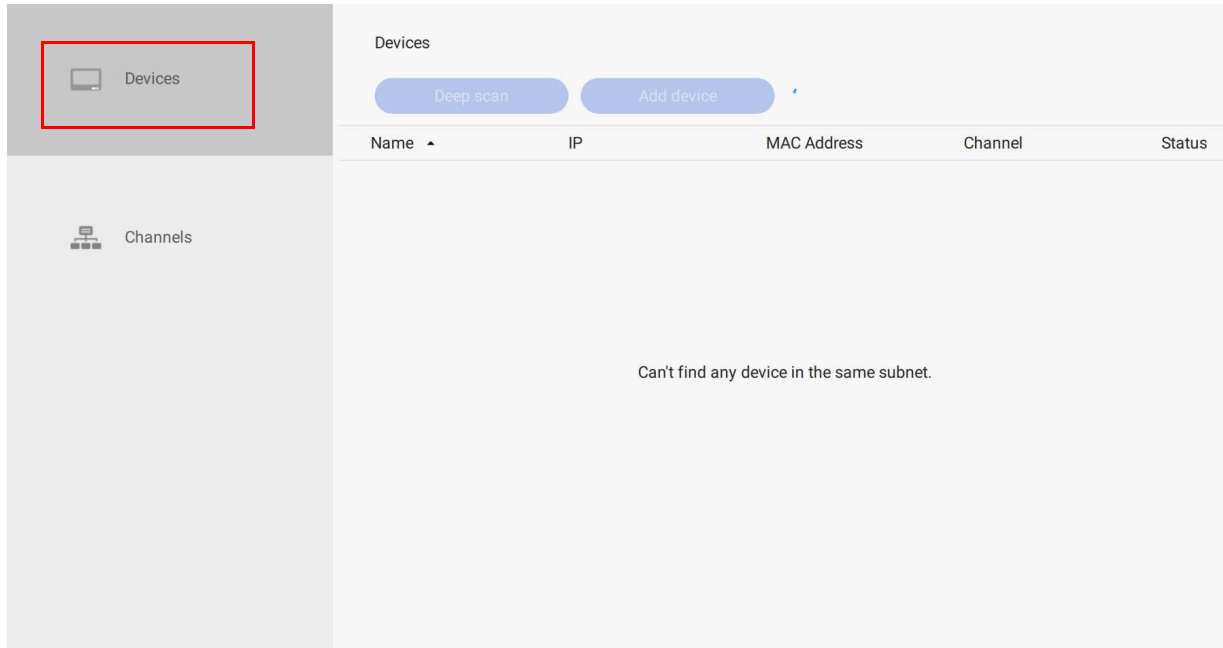 Devices
Channels
Devices
Deep scan
Add device
Name IP MAC Address Channel Status
Can't find any device in the same subnet.